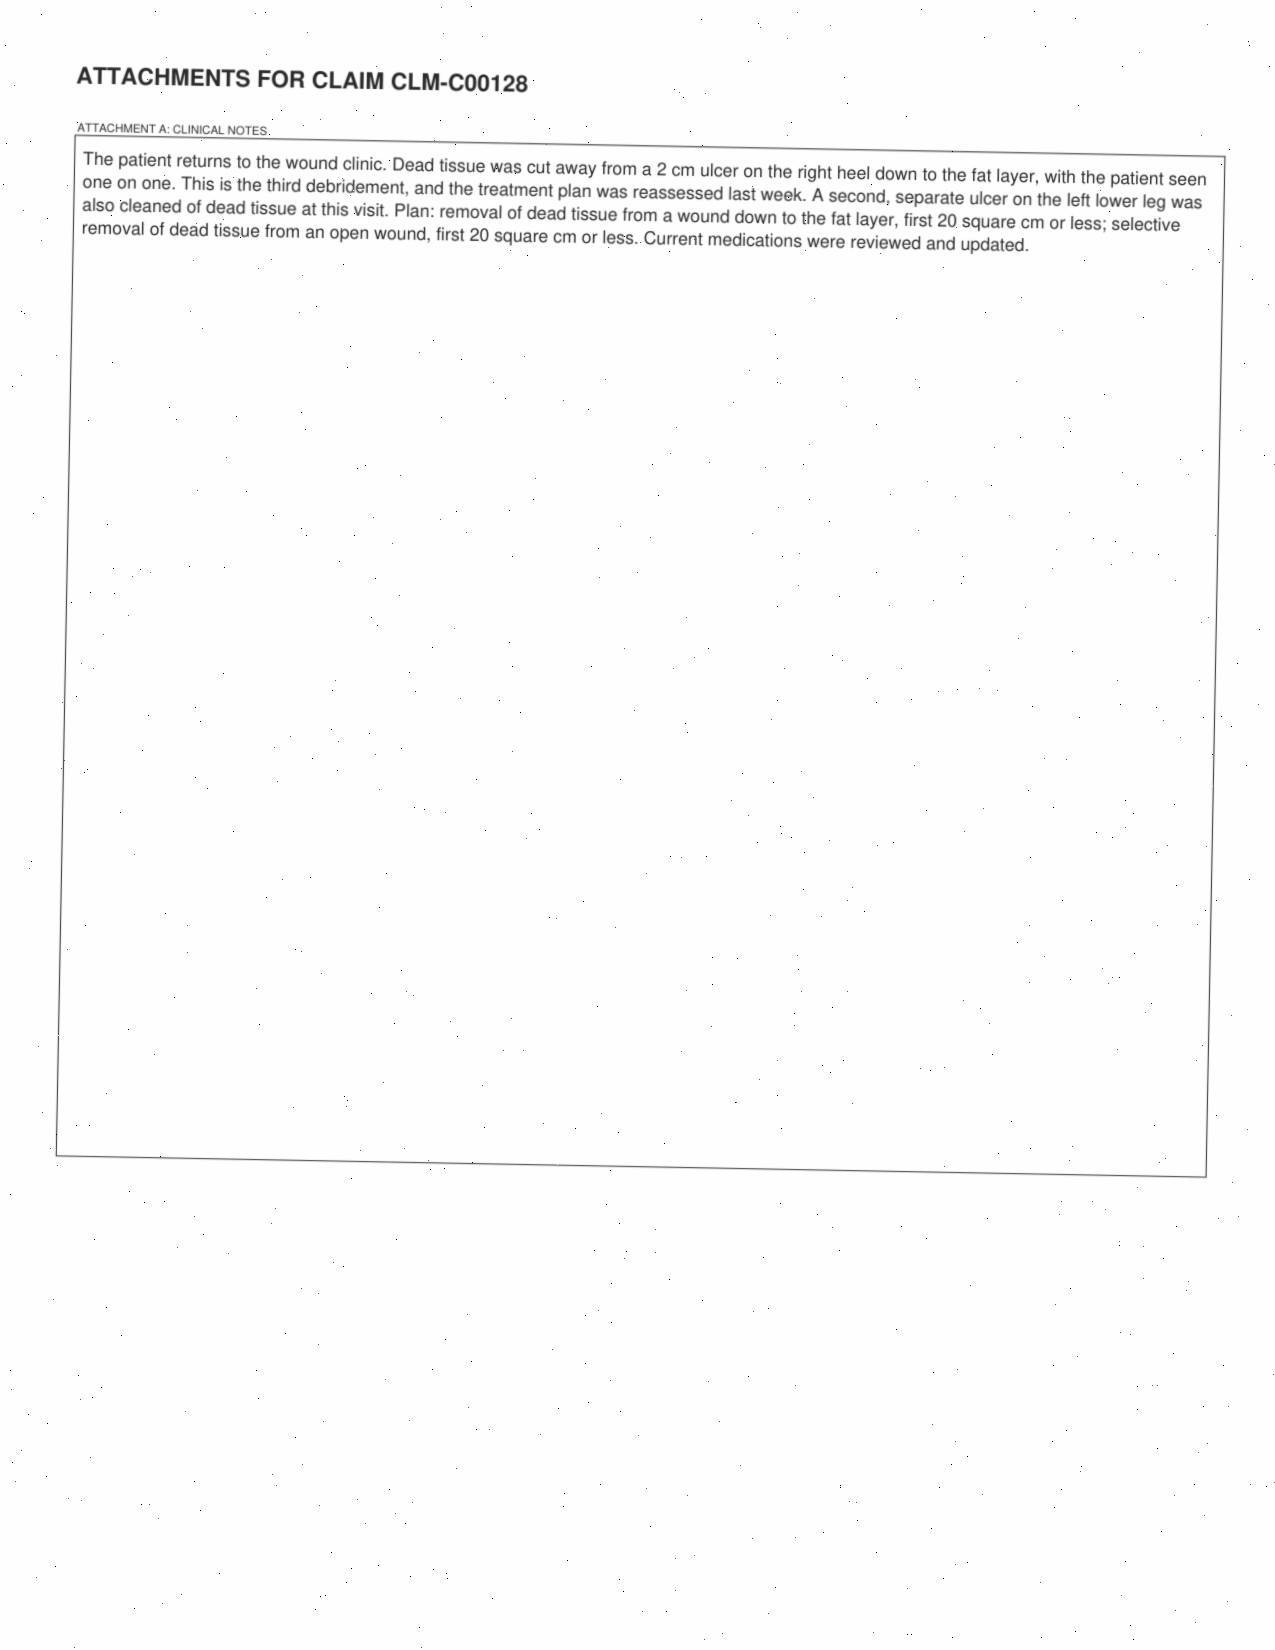 ATTACHMENTS FOR CLAIM CLM-C00128
ATTACHMENT A: CLINICAL NOTES
The patient returns to the wound clinic. Dead tissue was cut away from a 2 cm ulcer on the right heel down to the fat layer, with the patient seen
one on one. This is the third debridement, and the treatment plan was reassessed last week. A second, separate ulcer on the left lower leg was
also cleaned of dead tissue at this visit. Plan: removal of dead tissue from a wound down to the fat layer, first 20 square cm or less; selective
removal of dead tissue from an open wound, first 20 square cm or less. Current medications were reviewed and updated.